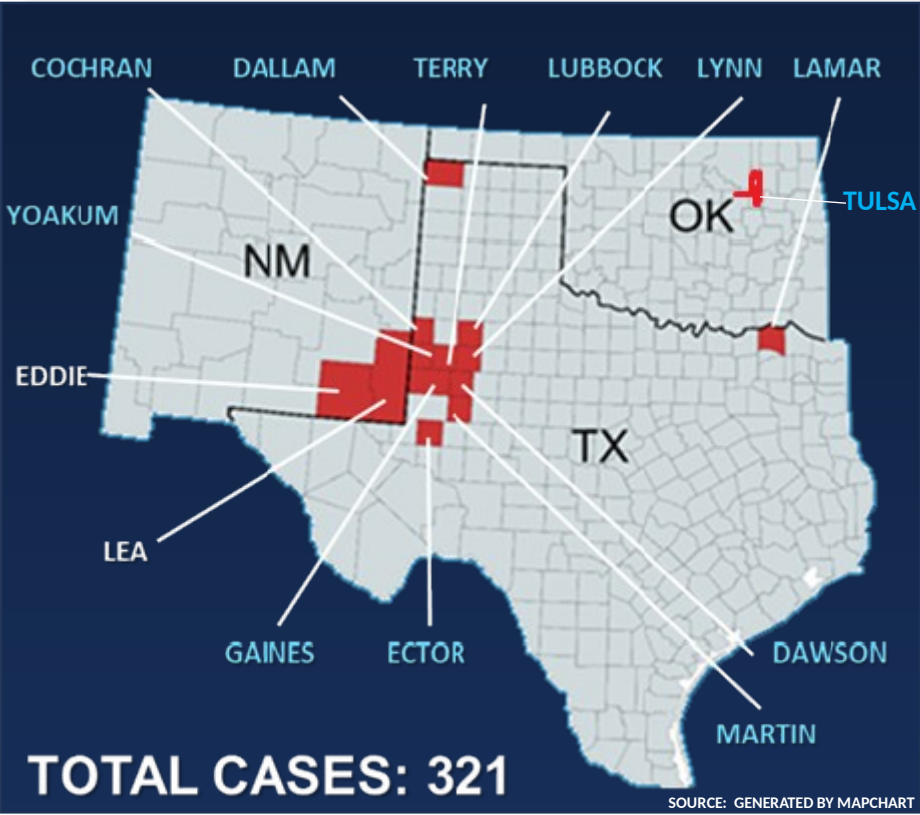 COCHRAN DALLAM TERRY LUBBOCK LYNN LAMAR
TULSA
YOAKUM
OK
NM
EDDIE
TX
LEA
GAINES ECTOR DAWSON
MARTIN
TOTAL CASES: 321
SOURCE: GENERATED BY MAPCHART